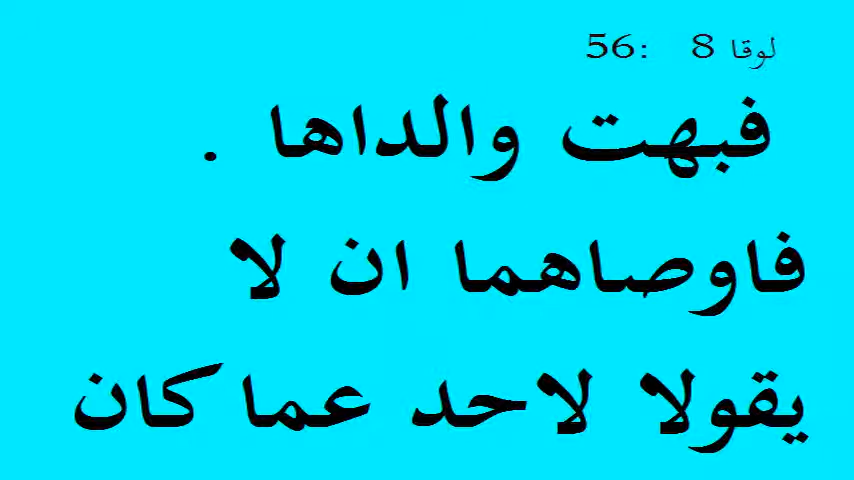 لوقا 8 :56
فبهت والداها .
فاوصاهما ان لا
يقولا لاحد عما كان